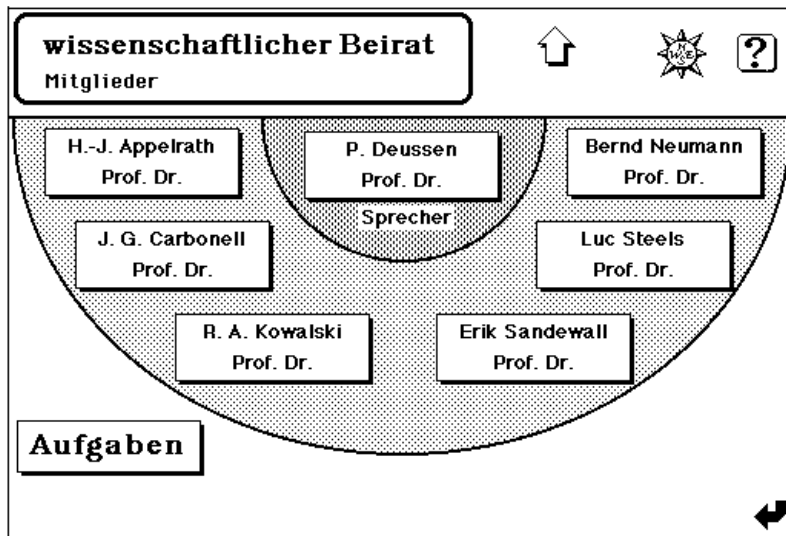 wissenschaftlicher Beirat
Mitglieder
N
W E
S
?
H.-J. Appelrath
Prof. Dr.
P. Deussen
Prof. Dr.
Sprecher
Bernd Neumann
Prof. Dr.
J. G. Carbonell
Prof. Dr.
Luc Steels
Prof. Dr.
R. A. Kowalski
Prof. Dr.
Erik Sandewall
Prof. Dr.
Aufgaben